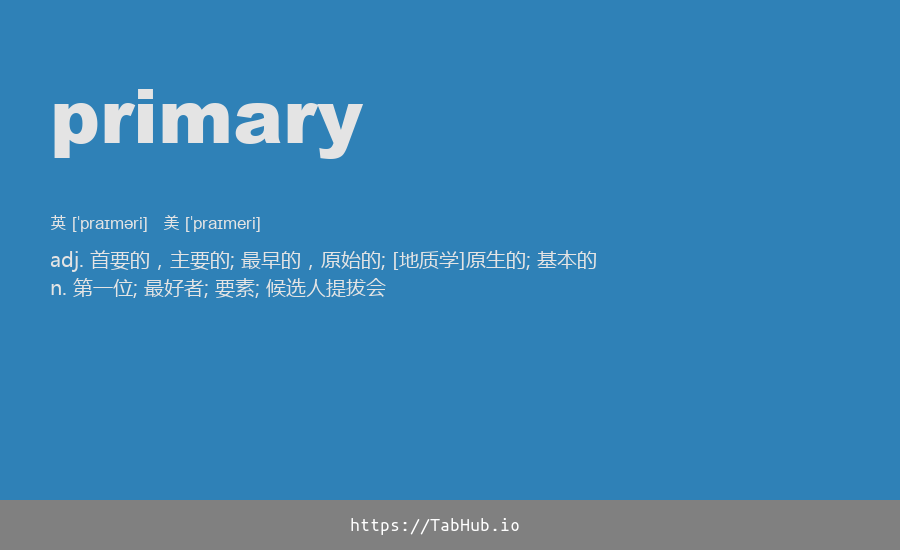 primary
英 [ˈpraɪməri] 美 [ˈpraɪmeri]
adj. 首要的，主要的; 最早的，原始的; [地质学]原生的; 基本的
n. 第一位; 最好者; 要素; 候选人提拔会
https://TabHub.io